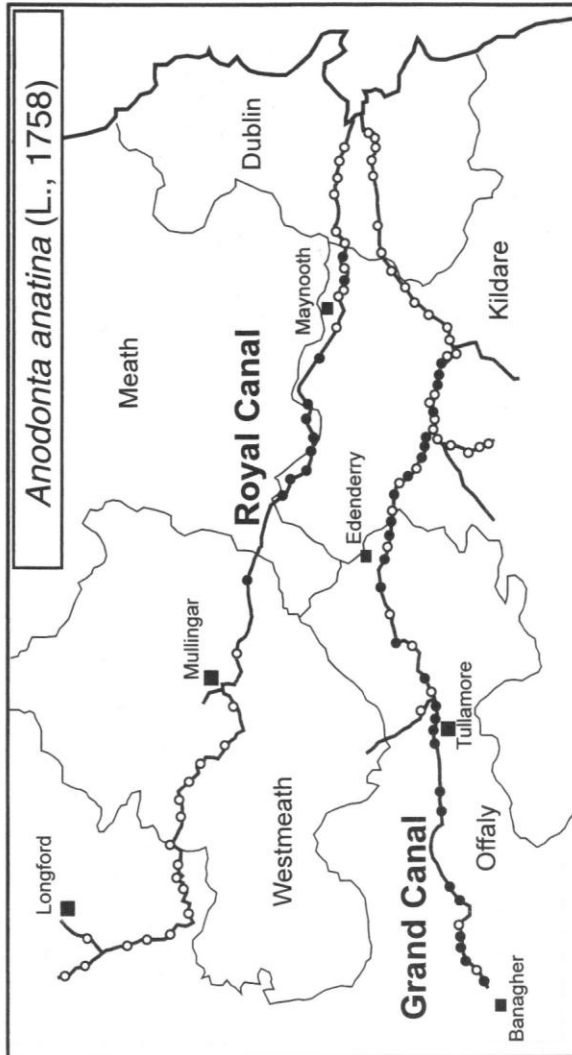 Anodonta anatina (L., 1758)
Longford
Mullingar
Meath
Dublin
Maynooth
Royal Canal
Westmeath
Edenderry
Kildare
Grand Canal
Tullamore
Offaly
Banagher